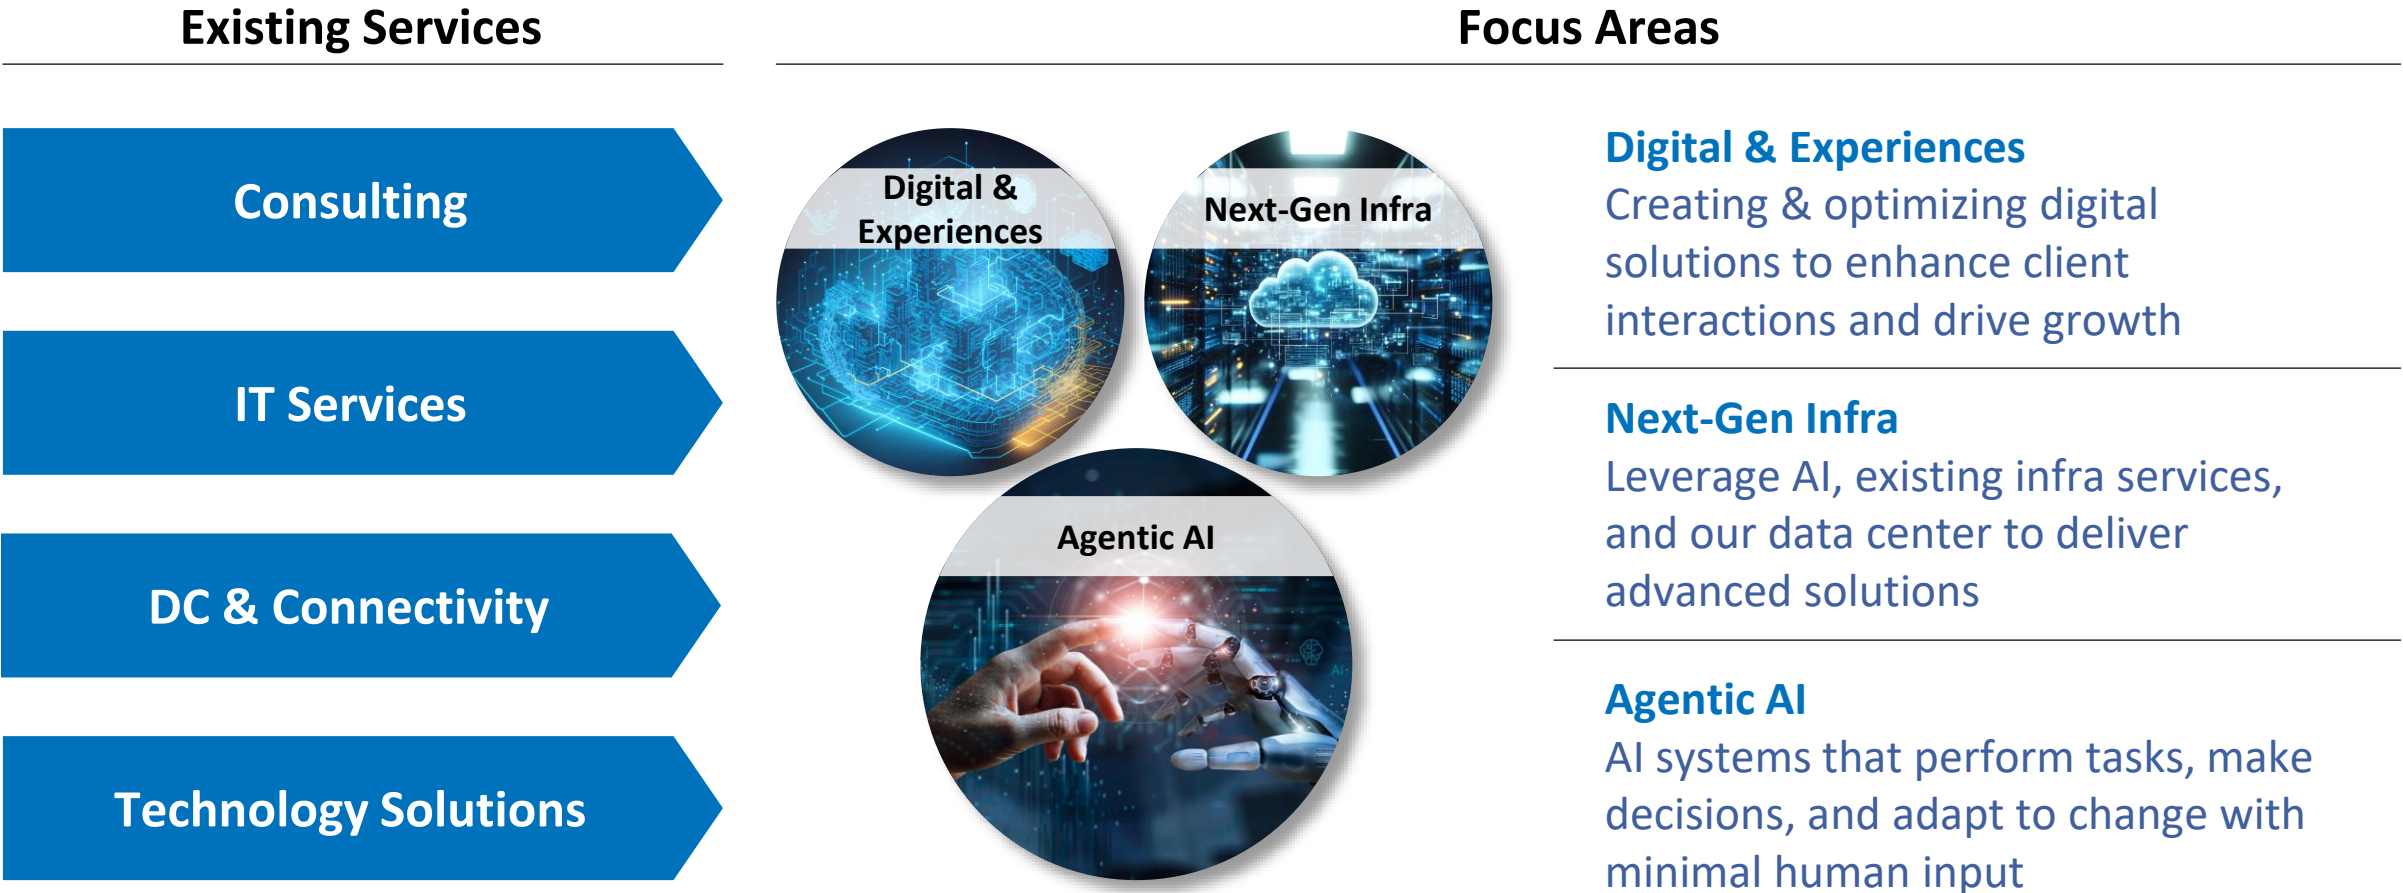 Existing Services
Focus Areas
Consulting
IT Services
DC & Connectivity
Technology Solutions
Digital &
Experiences
Next-Gen Infra
Agentic AI
Digital & Experiences
Creating & optimizing digital
solutions to enhance client
interactions and drive growth
Next-Gen Infra
Leverage AI, existing infra services,
and our data center to deliver
advanced solutions
Agentic AI
AI systems that perform tasks, make
decisions, and adapt to change with
minimal human input